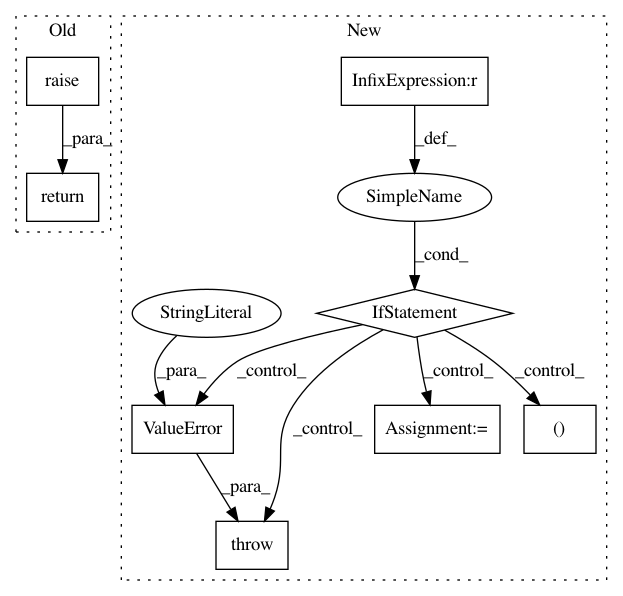 Old
New
raise
InfixExpression:r
_para_
_def_
return
SimpleName
_cond_
StringLiteral
IfStatement
_para_
_control_
_control_
_control_
ValueError
_control_
Assignment:=
()
_para_
throw